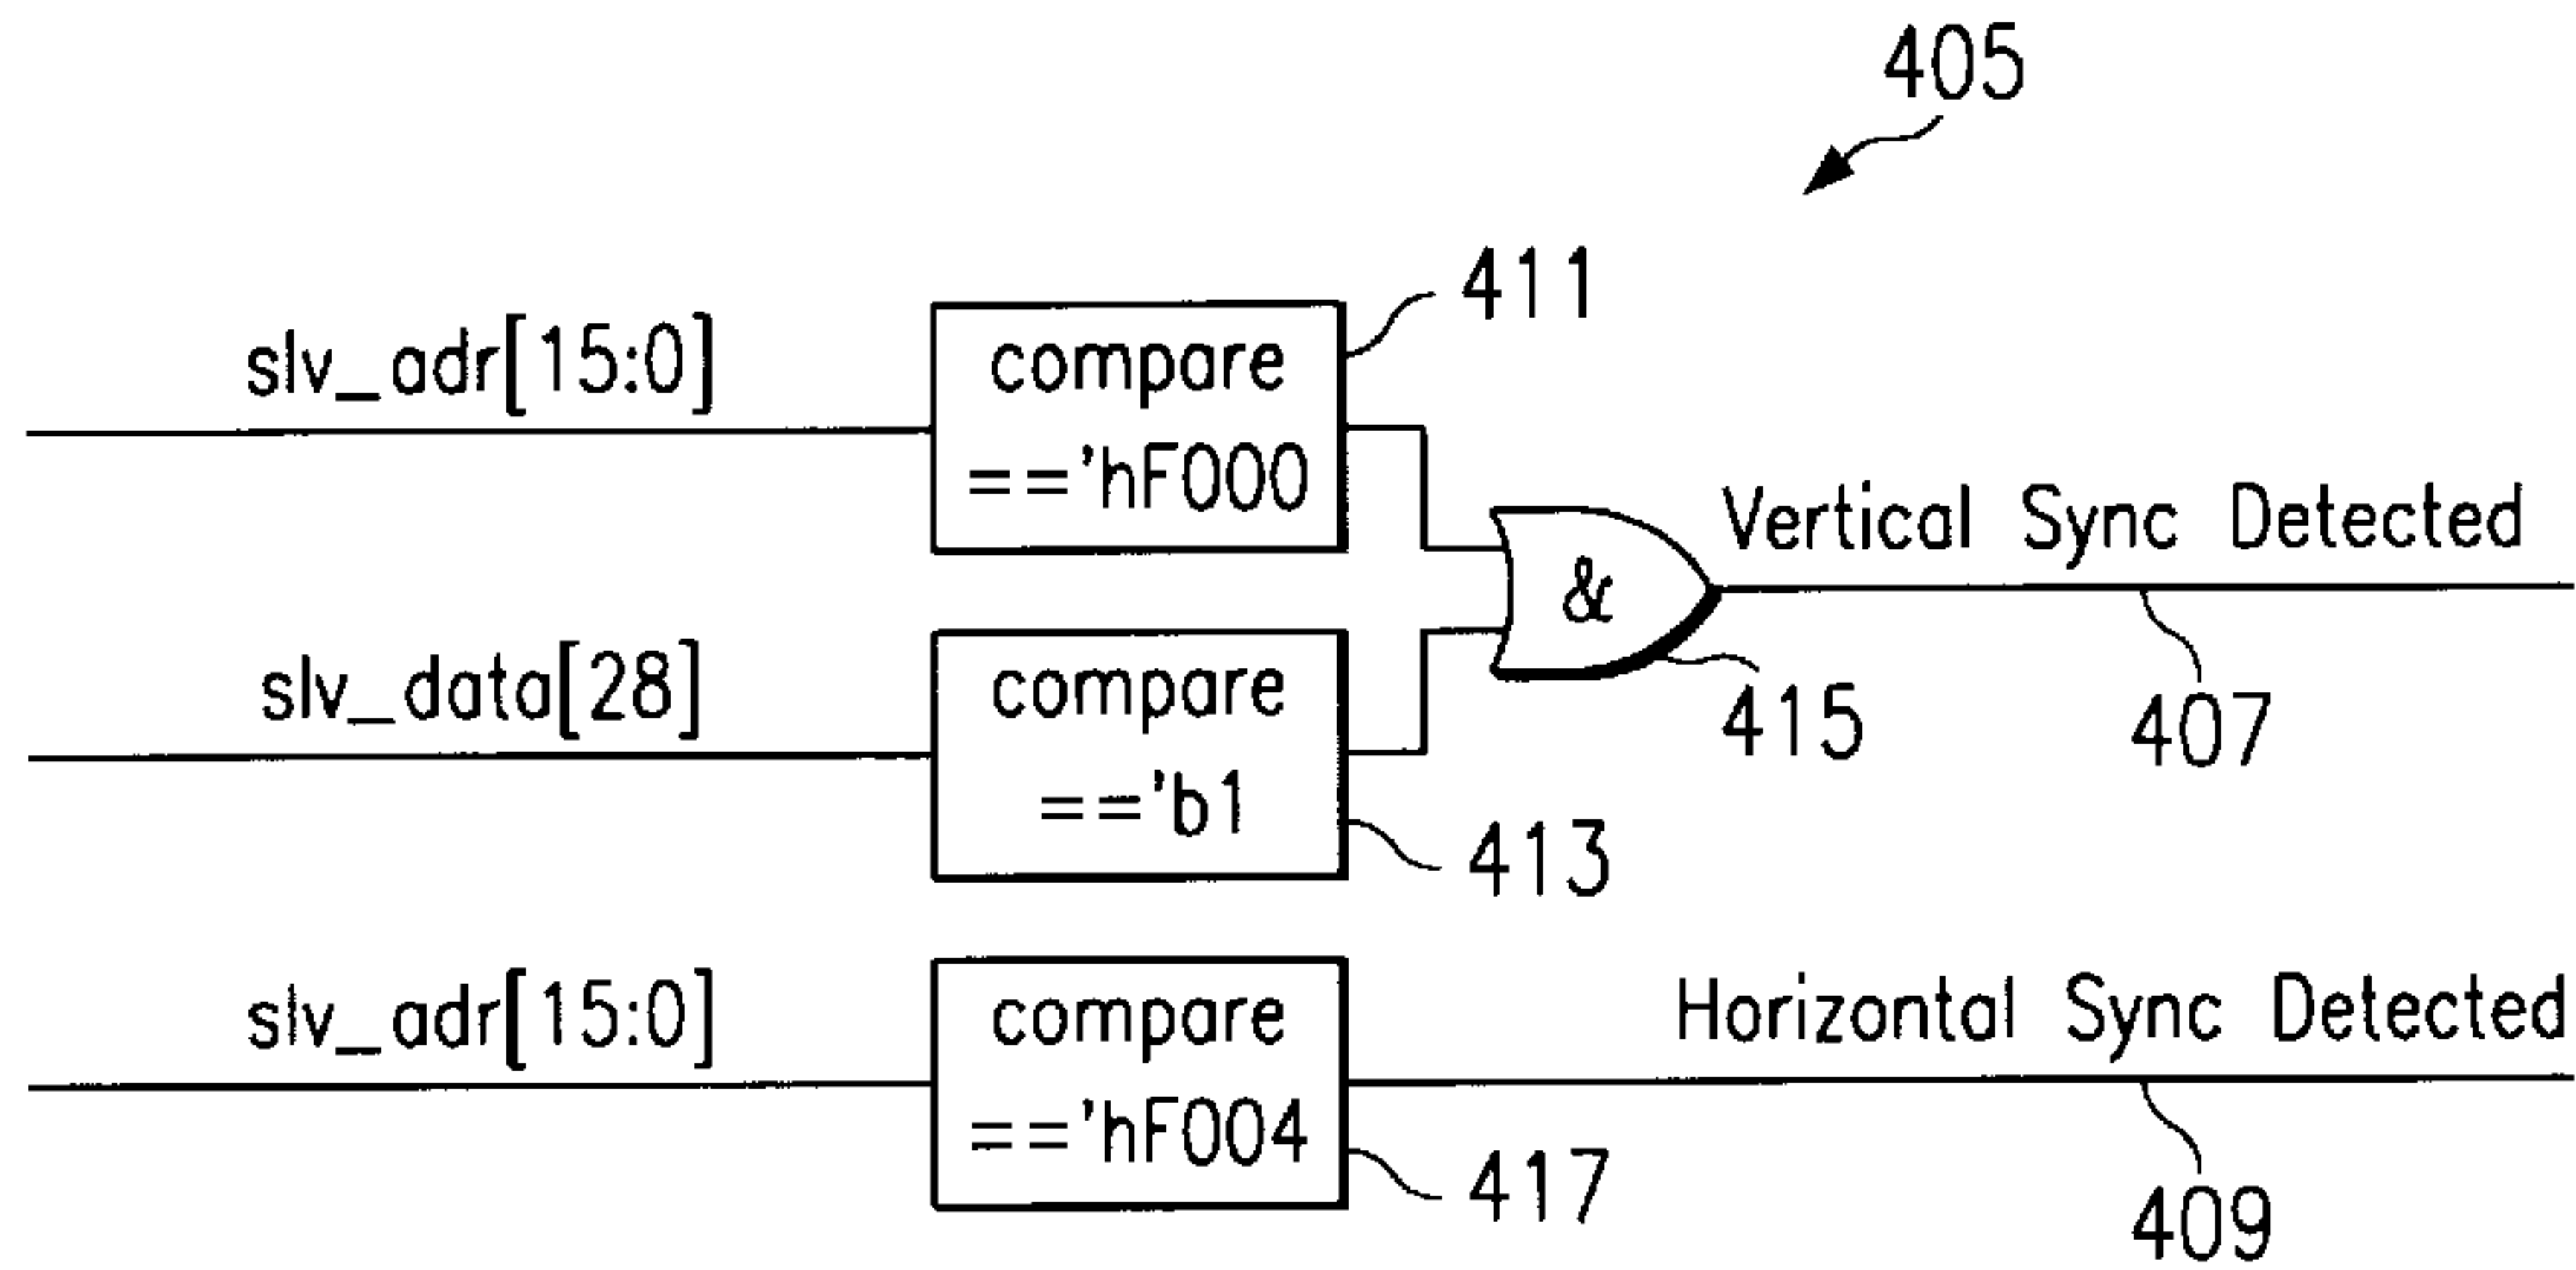 405
411
slv_adr[15:0]
compare
=='hF000
Vertical Sync Detected
&
415
407
slv_data[28]
compare
=='b1
413
slv_adr[15:0]
compare
=='hF004
Horizontal Sync Detected
417
409